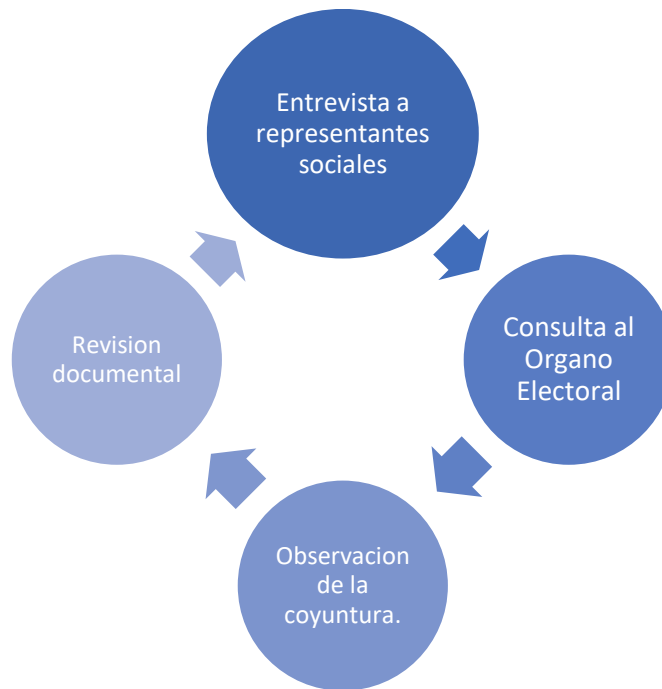 Entrevista a
representantes
sociales
Consulta al
Organo
Electoral
Observacion
de la
coyuntura.
Revision
documental